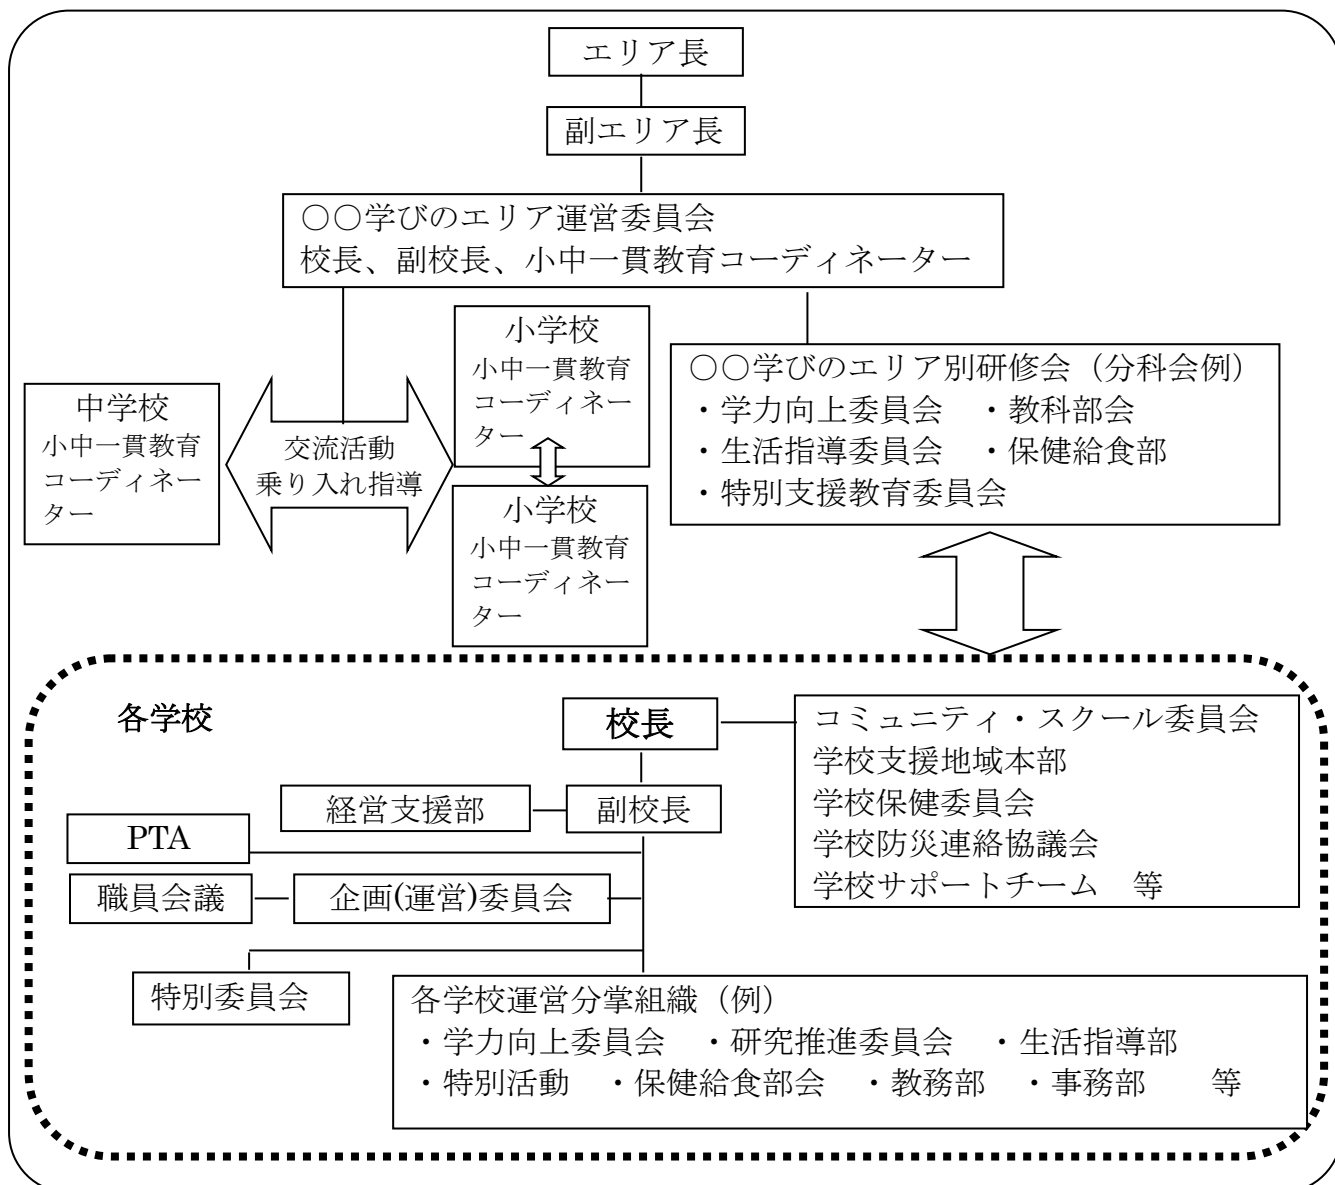 エリア長
副エリア長
○○学びのエリア運営委員会
校長、副校長、小中一貫教育コーディネーター
中学校
小中一貫教育
コーディネー
ター
交流活動
乗り入れ指導
小学校
小中一貫教育
コーディネー
ター
小学校
小中一貫教育
コーディネー
ター
○○学びのエリア別研修会（分科会例）
・学力向上委員会　・教科部会
・生活指導委員会　・保健給食部
・特別支援教育委員会
各学校
校長
コミュニティ・スクール委員会
学校支援地域本部
学校保健委員会
学校防災連絡協議会
学校サポートチーム　等
経営支援部
副校長
PTA
職員会議
企画(運営)委員会
特別委員会
各学校運営分掌組織（例）
・学力向上委員会　・研究推進委員会　・生活指導部
・特別活動　・保健給食部会　・教務部　・事務部　　等